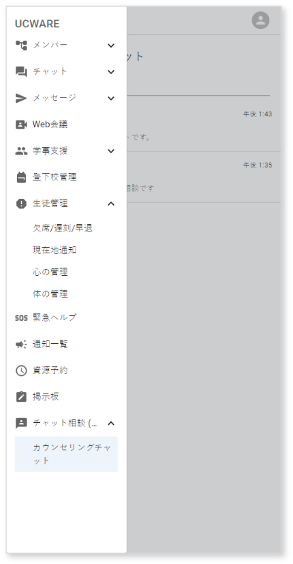 UCWARE
メンバー
チャット
ット
メッセージ
午後 1:43
Web会議
です。
学事支援
午後 1:35
登下校管理
相談です
生徒管理
欠席/遅刻/早退
現在地通知
心の管理
体の管理
SOS 緊急ヘルプ
通知一覧
資源予約
掲示板
チャット相談 (...
カウンセリングチャ
ット